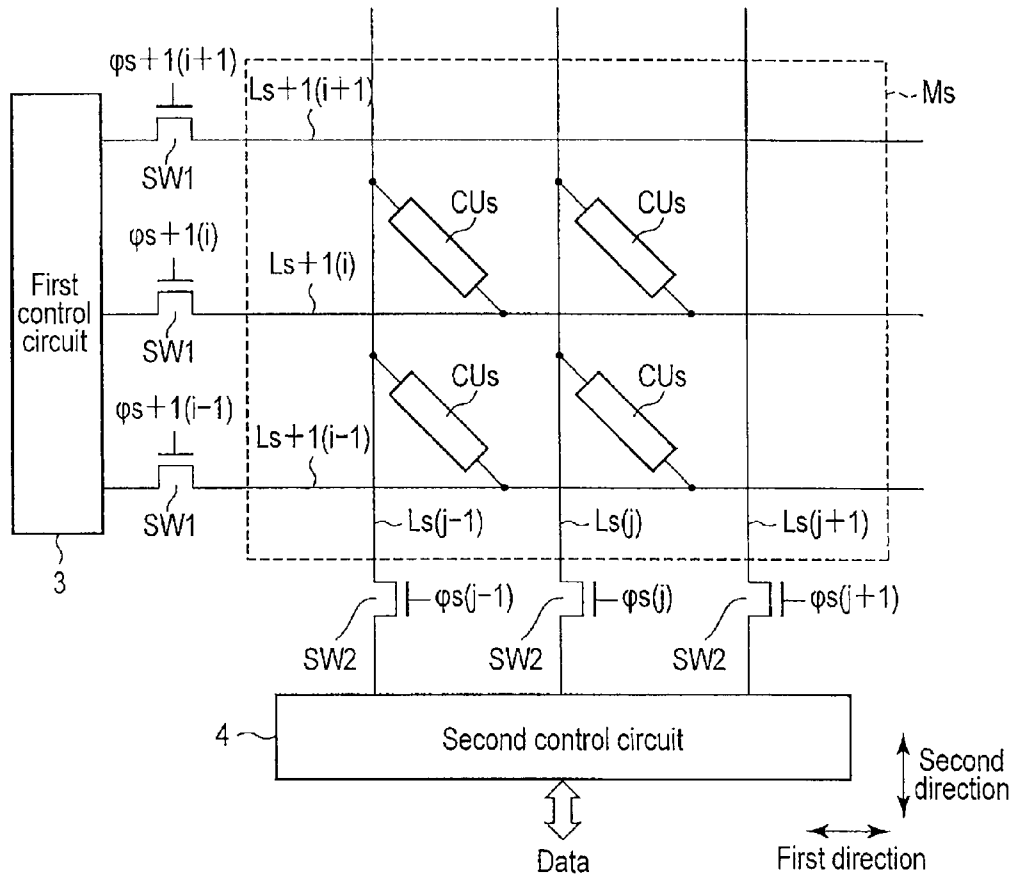 φs+1(i+1)
Ls+1(i+1)
Ms
SW1
CUs
CUs
φs+1(i)
Ls+1(i)
First
control
circuit
SW1
CUs
CUs
φs+1(i-1)
Ls+1(i-1)
SW1
Ls(j-1)
Ls(j)
Ls(j+1)
3
φs(j-1)
φs(j)
φs(j+1)
SW2
SW2
SW2
4
Second control circuit
Second
direction
Data
First direction